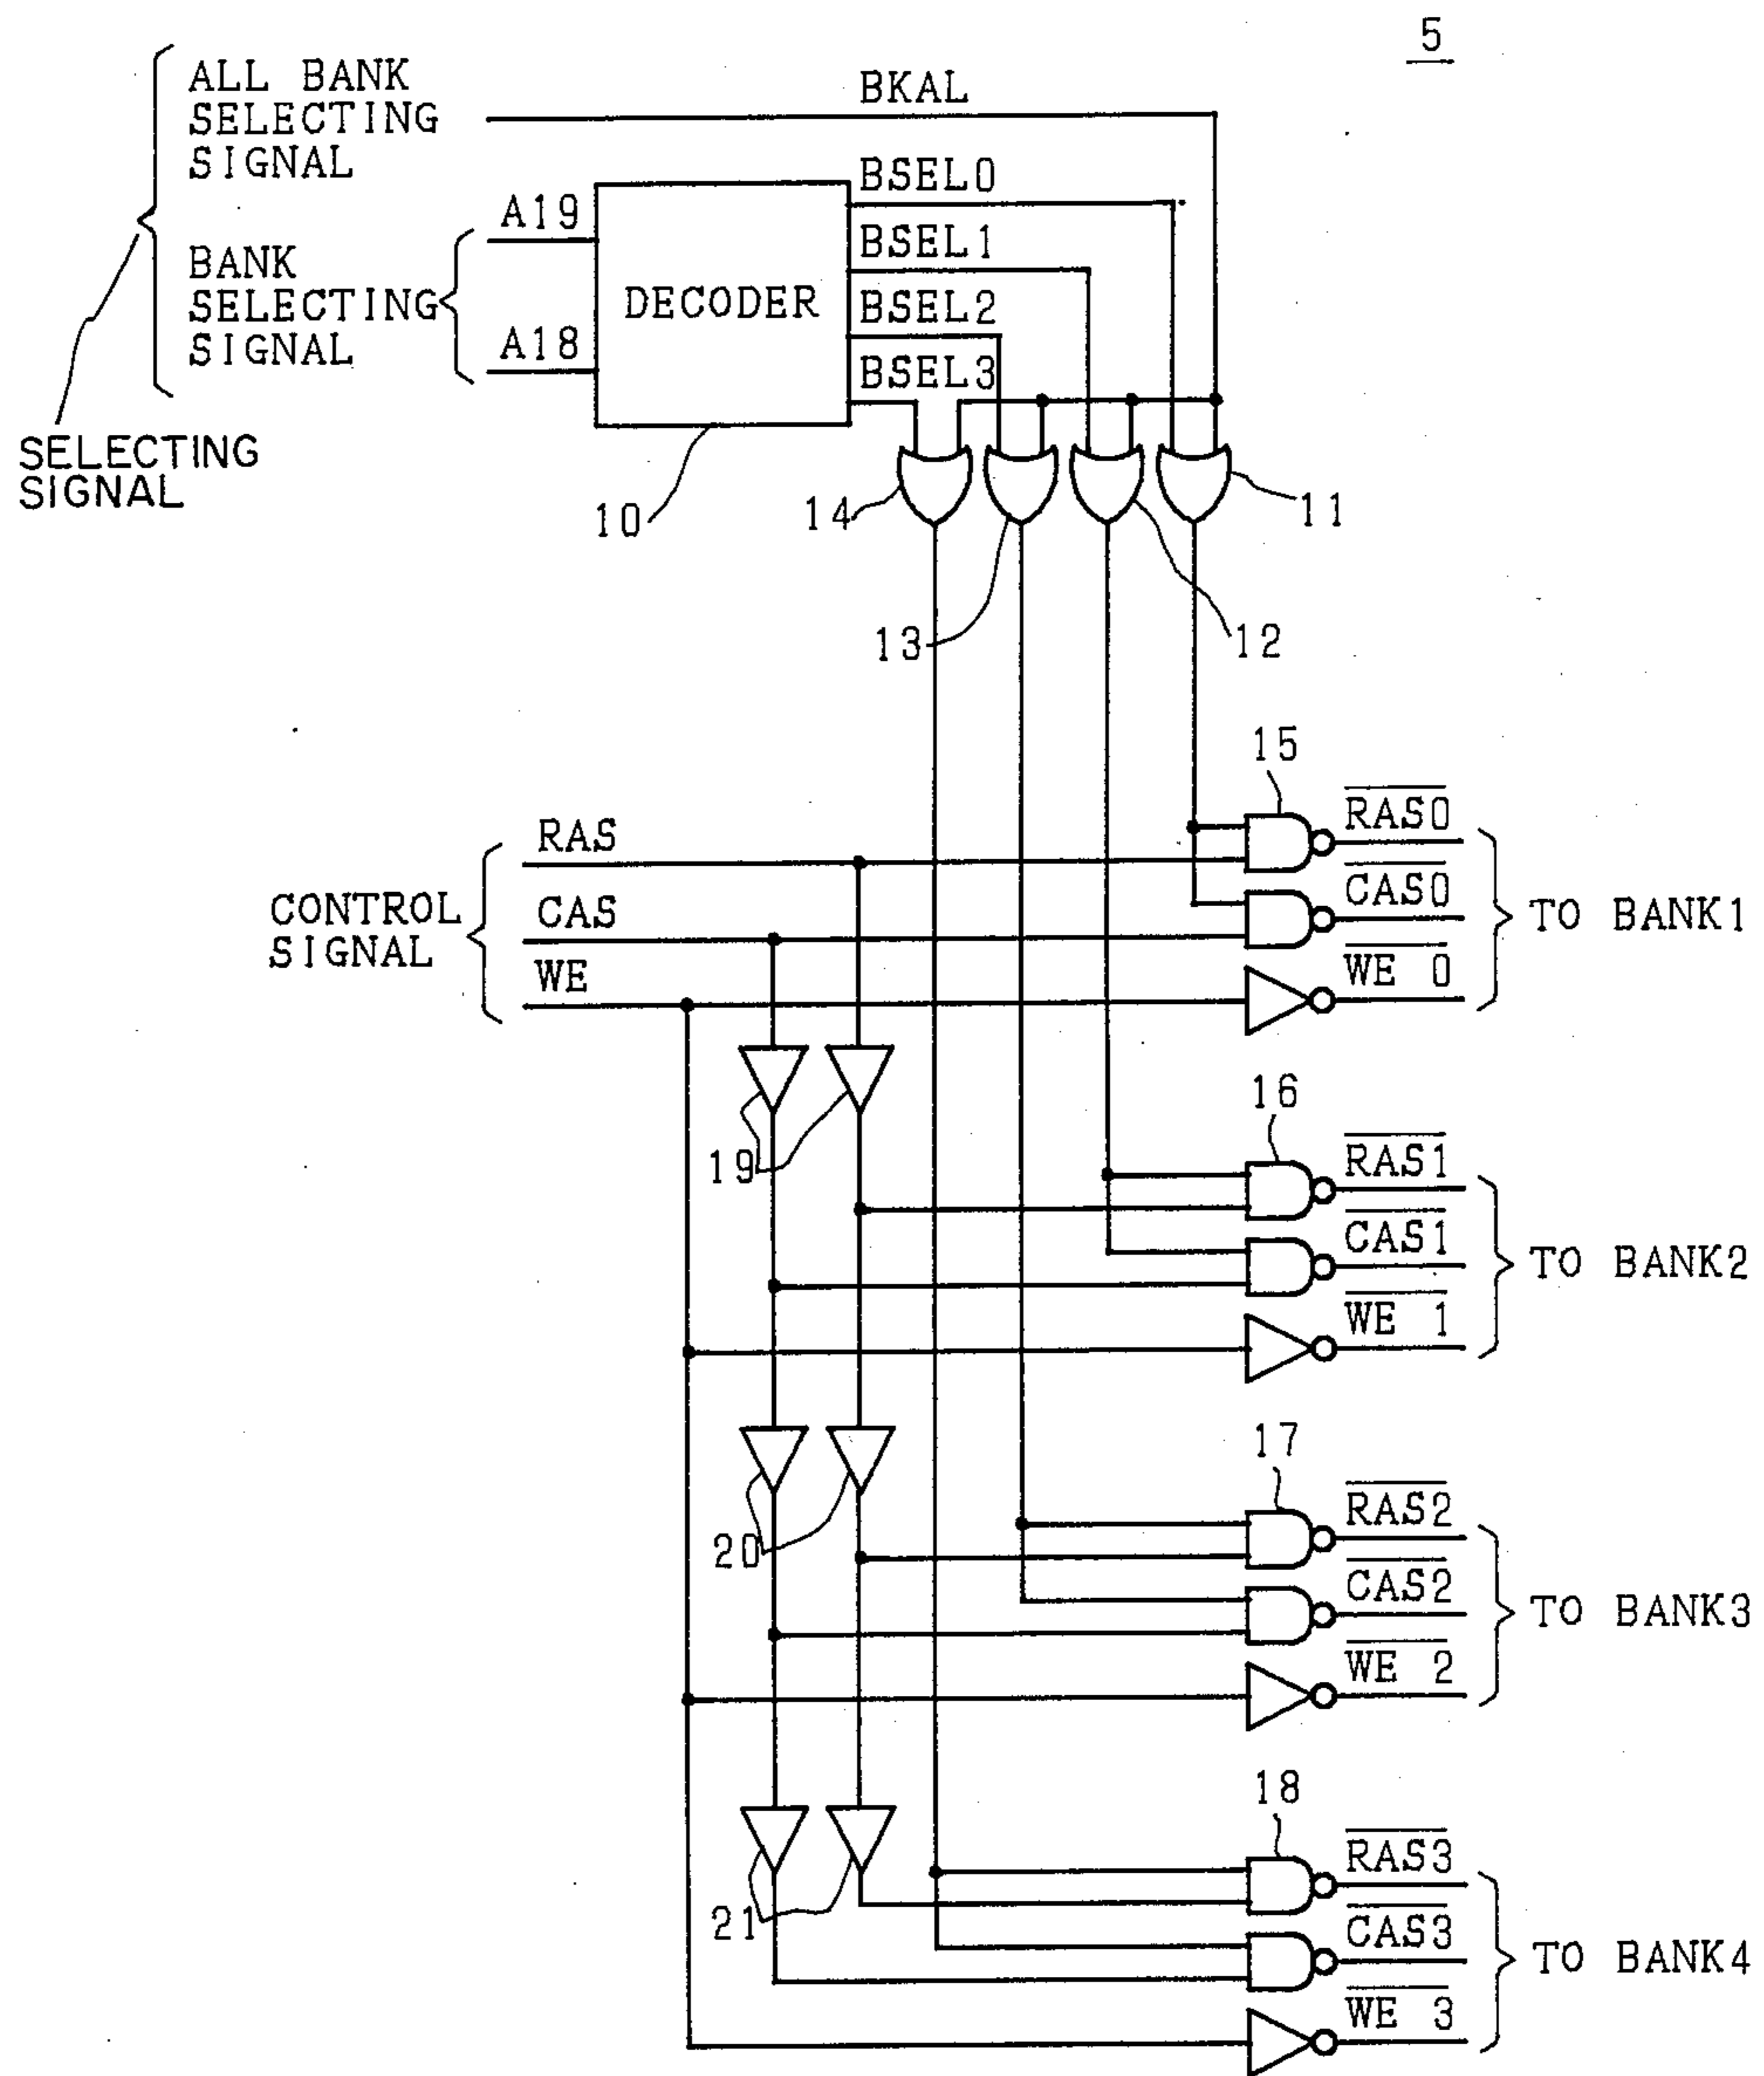 5
ALL BANK
SELECTING
SIGNAL
BKAL
BSEL0
A19
BSEL1
BANK
SELECTING
SIGNAL
DECODER
BSEL2
A18
BSEL3
SELECTING
SIGNAL
10
14
11
13
12
15
RAS
RAS0
CONTROL
SIGNAL
CAS
CAS0
TO BANK1
WE
WE 0
16
19
RAS1
CAS1
TO BANK2
WE 1
17
20
RAS2
CAS2
TO BANK3
WE 2
18
21
RAS3
CAS3
TO BANK4
WE 3